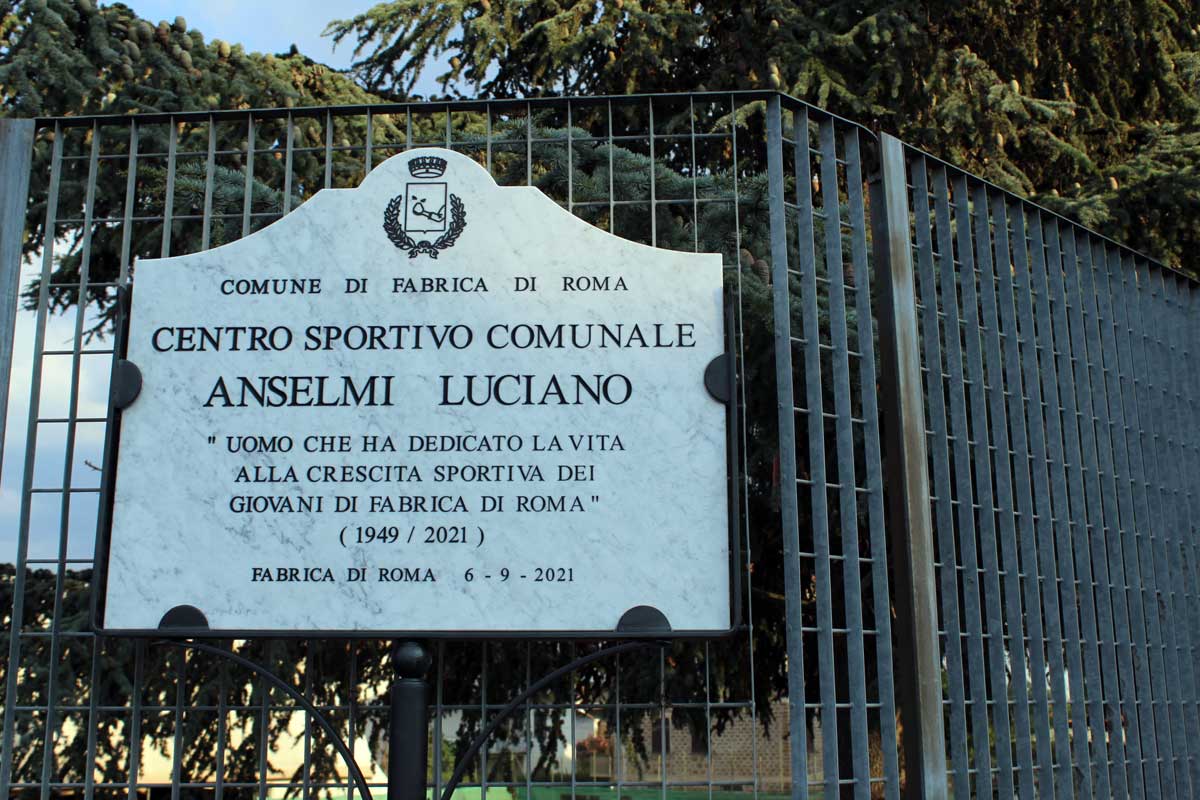 COMUNE DI FABRICA DI ROMA
CENTRO SPORTIVO COMUNALE
ANSELMI LUCIANO
" UOMO CHE HA DEDICATO LA VITA
ALLA CRESCITA SPORTIVA DEI
GIOVANI DI FABRICA DI ROMA "
( 1949 / 2021 )
FABRICA DI ROMA 6 - 9 - 2021